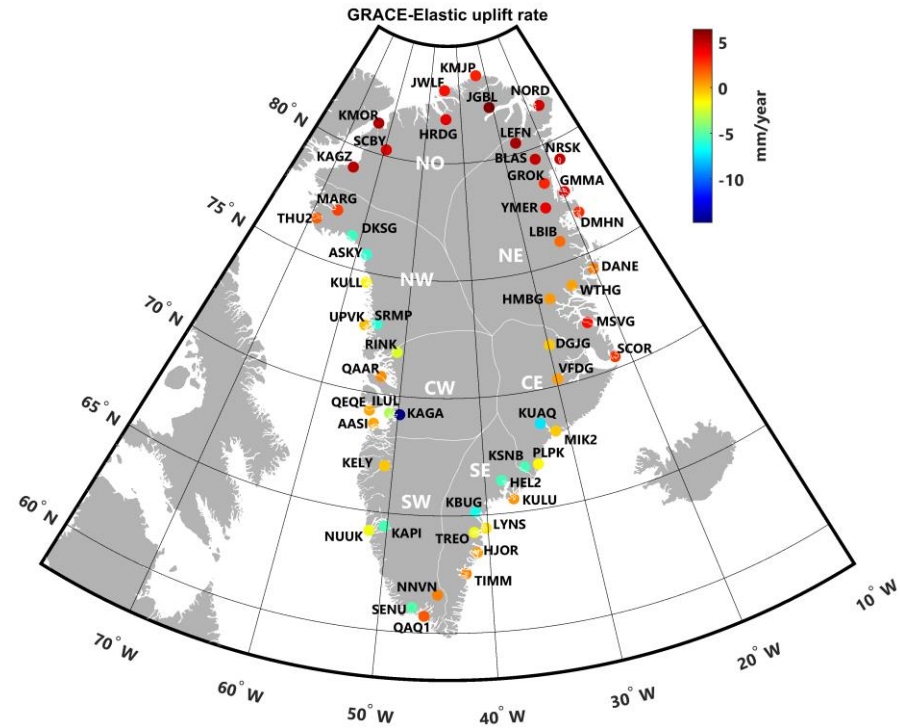 GRACE-Elastic uplift rate
5
0
-5
-10
mm/year
80° N
75° N
70° N
65° N
60° N
70° W
60° W
50° W
40° W
30° W
20° W
10° W
KMJP
JWLF
JGBL
NORD
KMOR
HRDG
SCBY
LEFN
NRSK
BLAS
KAGZ
NO
GROK
GMMA
MARG
YMER
THU2
DMHN
DKSG
LBIB
ASKY
NE
DANE
KULL
NW
WTHG
HMBG
UPVK
SRMP
MSVG
RINK
DGJG
SCOR
QAAR
VFDG
CW
CE
QEQE
ILUL
KAGA
KUAQ
AASI
MIK2
KSNB
PLPK
KELY
SE
HEL2
KULU
SW
KBUG
LYNS
NUUK
KAPI
TREO
HJOR
TIMM
NNVN
SENU
QAQ1